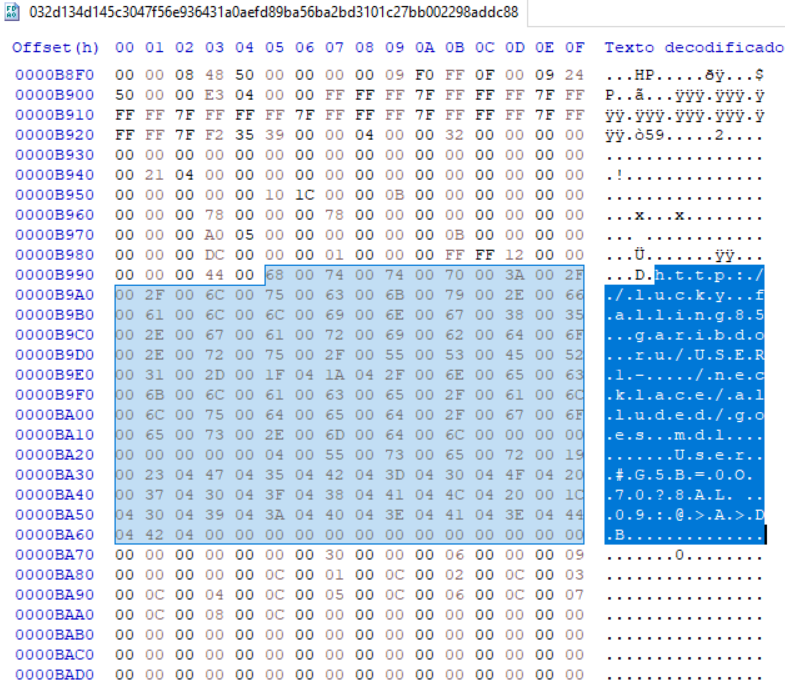 032d134d145c3047f56e936431a0aefd89ba56ba2bd3101c27bb002298addc88
Offset(h) 00 01 02 03 04 05 06 07 08 09 0A 0B 0C 0D 0E 0F Texto decodificado
0000B8F0 00 00 08 48 50 00 00 00 00 09 F0 FF 0F 00 09 24 ...HP.....ðÿ...$
0000B900 50 00 00 E3 04 00 00 FF FF FF 7F FF FF FF 7F FF P..ã...ÿÿÿ.ÿÿÿ.ÿ
0000B910 FF FF 7F FF FF FF 7F FF FF FF 7F FF FF FF 7F FF ÿÿ.ÿÿÿ.ÿÿÿ.ÿÿÿ.ÿ
0000B920 FF FF 7F F2 35 39 00 00 04 00 00 32 00 00 00 00 ÿÿ.ò59.....2....
0000B930 00 00 00 00 00 00 00 00 00 00 00 00 00 00 00 00 ................
0000B940 00 21 04 00 00 00 00 00 00 00 00 00 00 00 00 00 .!..............
0000B950 00 00 00 00 00 10 1C 00 00 0B 00 00 00 00 00 00 ................
0000B960 00 00 00 78 00 00 00 78 00 00 00 00 00 00 00 00 ...x...x........
0000B970 00 00 00 A0 05 00 00 00 00 00 00 0B 00 00 00 00 ... ............
0000B980 00 00 00 DC 00 00 00 01 00 00 00 FF FF 12 00 00 ...Ü.......ÿÿ...
0000B990 00 00 00 44 00 68 00 74 00 74 00 70 00 3A 00 2F ...D.h.t.t.p.:./
0000B9A0 00 2F 00 6C 00 75 00 63 00 6B 00 79 00 2E 00 66 ./.l.u.c.k.y...f
0000B9B0 00 61 00 6C 00 6C 00 69 00 6E 00 67 00 38 00 35 .a.l.l.i.n.g.8.5
0000B9C0 00 2E 00 67 00 61 00 72 00 69 00 62 00 64 00 6F ...g.a.r.i.b.d.o
0000B9D0 00 2E 00 72 00 75 00 2F 00 55 00 53 00 45 00 52 ...r.u./.U.S.E.R
0000B9E0 00 31 00 2D 00 1F 04 1A 04 2F 00 6E 00 65 00 63 .1.-...../.n.e.c
0000B9F0 00 6B 00 6C 00 61 00 63 00 65 00 2F 00 61 00 6C .k.l.a.c.e./.a.l
0000BA00 00 6C 00 75 00 64 00 65 00 64 00 2F 00 67 00 6F .l.u.d.e.d./.g.o
0000BA10 00 65 00 73 00 2E 00 6D 00 64 00 6C 00 00 00 00 .e.s...m.d.l....
0000BA20 00 00 00 00 00 04 00 55 00 73 00 65 00 72 00 19 .......U.s.e.r..
0000BA30 00 23 04 47 04 35 04 42 04 3D 04 30 04 4F 04 20 .#.G.5.B.=.0.O. 
0000BA40 00 37 04 30 04 3F 04 38 04 41 04 4C 04 20 00 1C .7.0.?.8.A.L. ..
0000BA50 04 30 04 39 04 3A 04 40 04 3E 04 41 04 3E 04 44 .0.9.:.@.>.A.>.D
0000BA60 04 42 04 00 00 00 00 00 00 00 00 00 00 00 00 00 .B..............
0000BA70 00 00 00 00 00 00 00 30 00 00 00 06 00 00 00 09 .......0........
0000BA80 00 00 00 00 00 0C 00 01 00 0C 00 02 00 0C 00 03 ................
0000BA90 00 0C 00 04 00 0C 00 05 00 0C 00 06 00 0C 00 07 ................
0000BAA0 00 0C 00 08 00 0C 00 00 00 00 00 00 00 00 00 00 ................
0000BAB0 00 00 00 00 00 00 00 00 00 00 00 00 00 00 00 00 ................
0000BAC0 00 00 00 00 00 00 00 00 00 00 00 00 00 00 00 00 ................
0000BAD0 00 00 00 00 00 00 00 00 00 00 00 00 00 00 00 00 ................